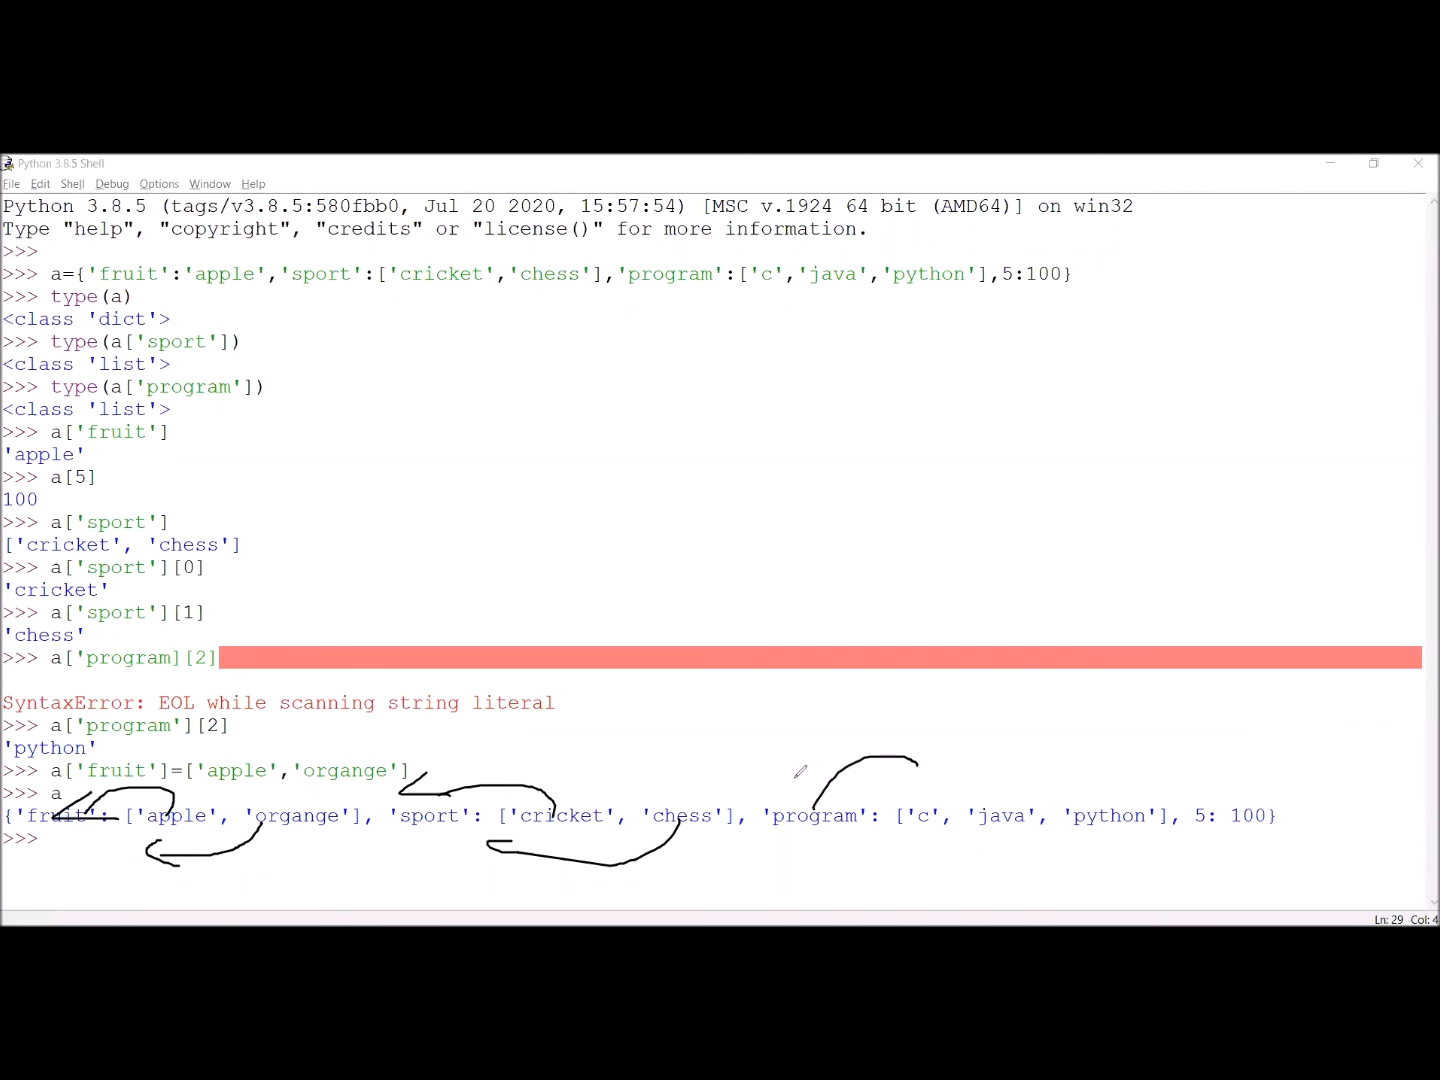 Python 3.8.5 Shell
File Edit Shell Debug Options Window Help
Python 3.8.5 (tags/v3.8.5:580fbb0, Jul 20 2020, 15:57:54) [MSC v.1924 64 bit (AMD64)] on win32
Type "help", "copyright", "credits" or "license()" for more information.
>>>
>>> a={'fruit':'apple','sport':['cricket','chess'],'program':['c','java','python'],5:100}
>>> type(a)
<class 'dict'>
>>> type(a['sport'])
<class 'list'>
>>> type(a['program'])
<class 'list'>
>>> a['fruit']
'apple'
>>> a[5]
100
>>> a['sport']
['cricket', 'chess']
>>> a['sport'][0]
'cricket'
>>> a['sport'][1]
'chess'
>>> a['program][2]
SyntaxError: EOL while scanning string literal
>>> a['program'][2]
'python'
>>> a['fruit']=['apple','organge']
>>> a
{'fruit': ['apple', 'organge'], 'sport': ['cricket', 'chess'], 'program': ['c', 'java', 'python'], 5: 100}
>>>
Ln: 29 Col: 4